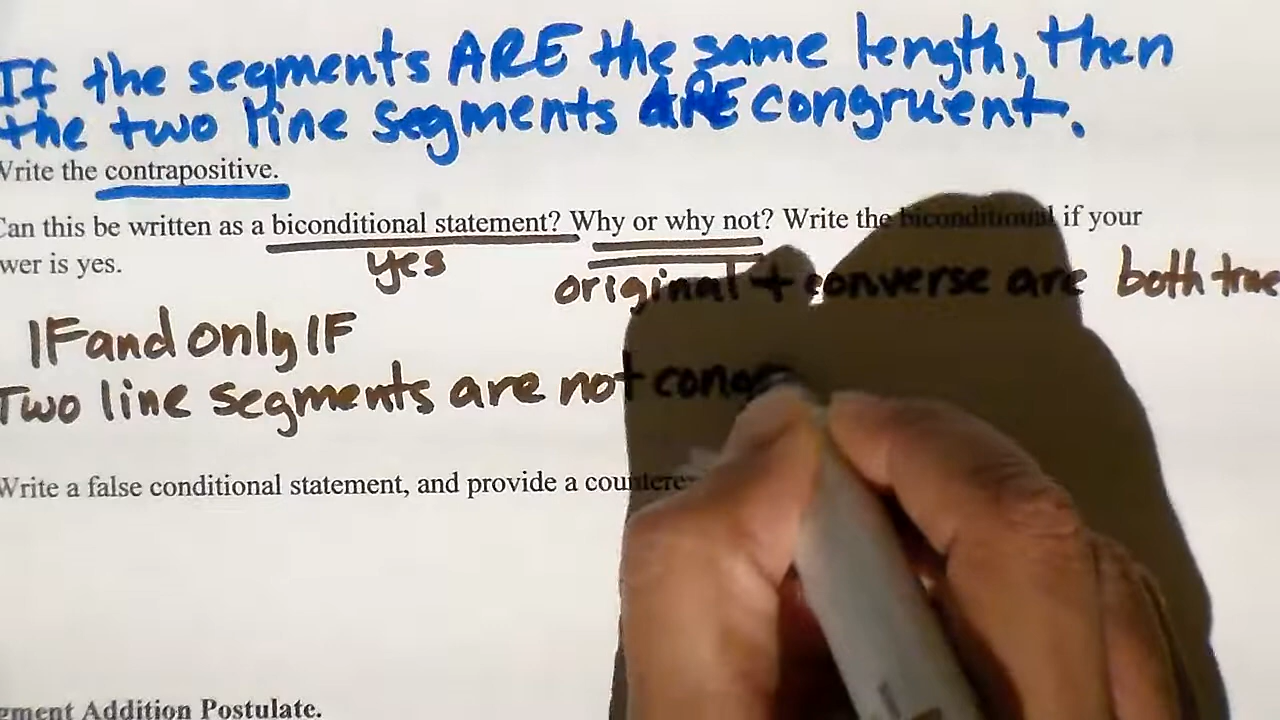 If the segments ARE the same length, then
the two line segments ARE congruent.
Write the contrapositive.
Can this be written as a biconditional statement? Why or why not? Write the biconditional if your
wer is yes.
yes
original + converse are both true
IF and only IF
Two line segments are not cong
Write a false conditional statement, and provide a countere
gment Addition Postulate.